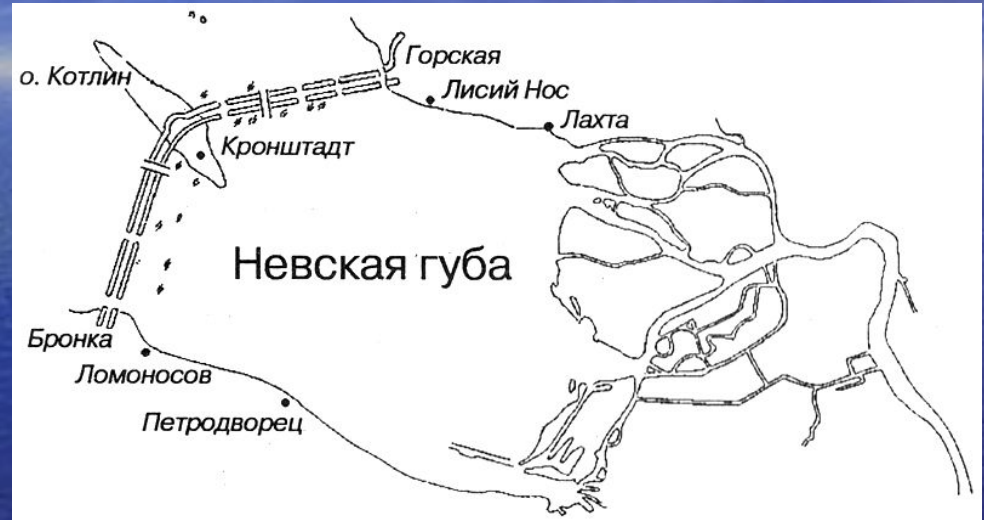 Горская
о. Котлин
Лисий Нос
Лахта
Кронштадт
Невская губа
Бронка
Ломоносов
Петродворец